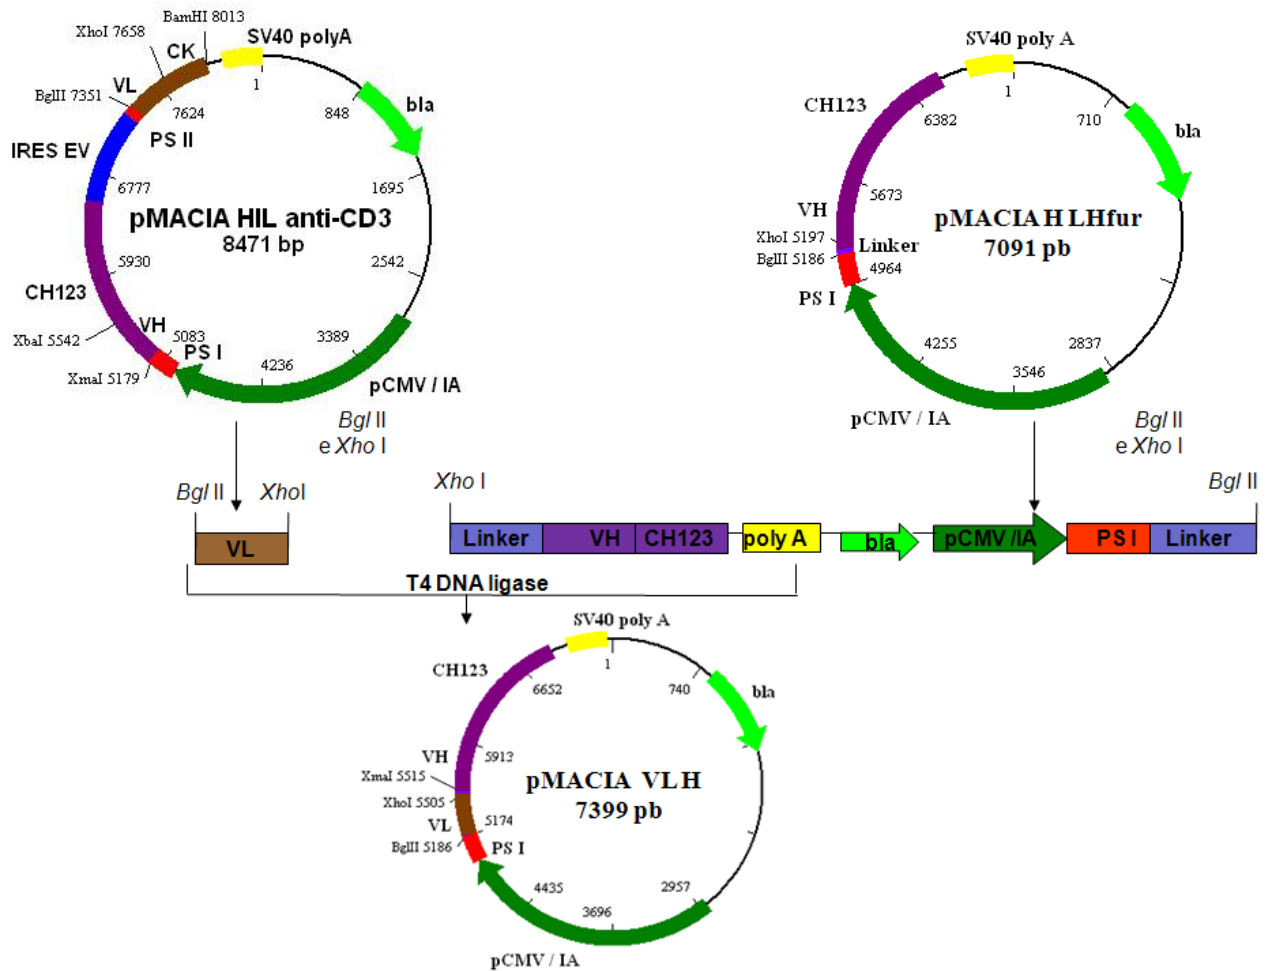 BamHI 8013
XhoI 7658
SV40 polyA
CK
VL
BglII 7351
7624
1
848
bla
PS II
IRES EV
6777
1695
pMACIA HIL anti-CD3
8471 bp
5930
2542
CH123
VH
XbaI 5542
5083
PS I
3389
XmaI 5179
4236
pCMV / IA
SV40 poly A
CH123
1
6382
710
bla
5673
VH
pMACIA H LHfur
7091 pb
XhoI 5197
Linker
BglII 5186
4964
PS I
4255
2837
3546
pCMV / IA
Bgl II
e Xho I
Bgl II
e Xho I
Bgl II
XhoI
VL
Xho I
Bgl II
Linker
VH
CH123
poly A
bla
pCMV /IA
PS I
Linker
T4 DNA ligase
SV40 poly A
CH123
1
6652
740
bla
VH
5913
XmaI 5515
pMACIA VLH
7399 pb
XhoI 5505
VL
5174
BglII 5186
PS I
4435
2957
3696
pCMV / IA